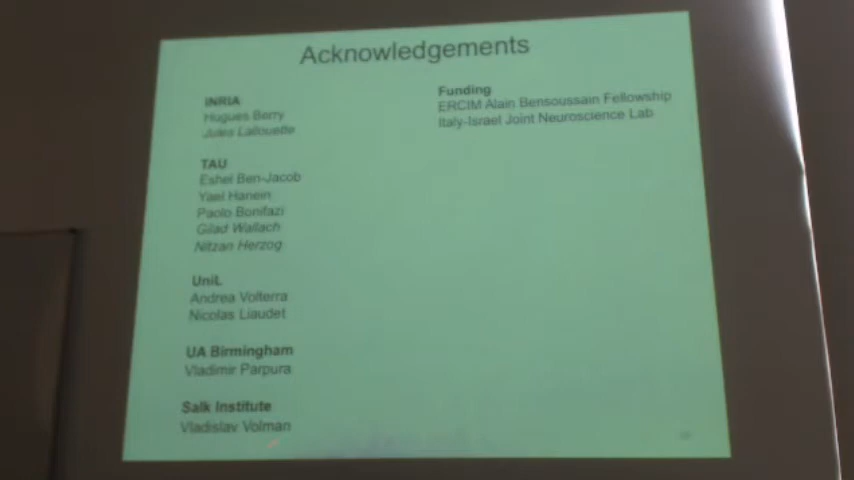 Acknowledgements
INRIA
Hugues Berry
Jules Lallouette
TAU
Eshel Ben-Jacob
Yael Hanein
Paolo Bonifazi
Gilad Wallach
Nitzan Herzog
UniL
Andrea Volterra
Nicolas Liaudet
UA Birmingham
Vladimir Parpura
Salk Institute
Vladislav Volman
Funding
ERCIM Alain Bensoussain Fellowship
Italy-Israel Joint Neuroscience Lab